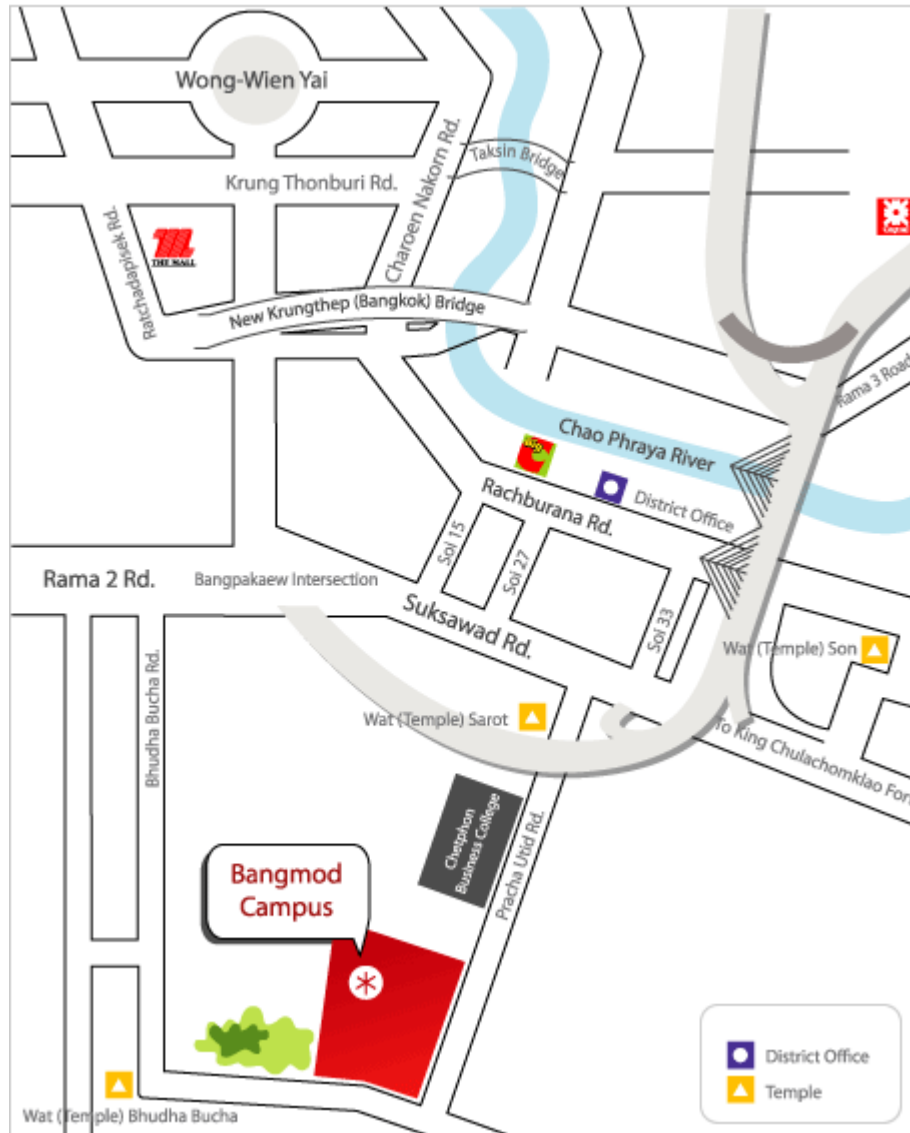 Wong-Wien Yai
Taksin Bridge
Krung Thonburi Rd.
Charoen Nakorn Rd.
Ratchadapisek Rd.
THE MALL
New Krungthep (Bangkok) Bridge
Rama 3 Road
Chao Phraya River
Big
Rachburana Rd.
District Office
Soi 15
Soi 27
Soi 33
Rama 2 Rd.
Bangpakaew Intersection
Suksawad Rd.
Wat (Temple) Son
Bhudha Bucha Rd.
Wat (Temple) Sarot
To King Chulachomklao For
Chetphon
Business College
Pracha Utid Rd.
Bangmod
Campus
District Office
Temple
Wat (Temple) Bhudha Bucha